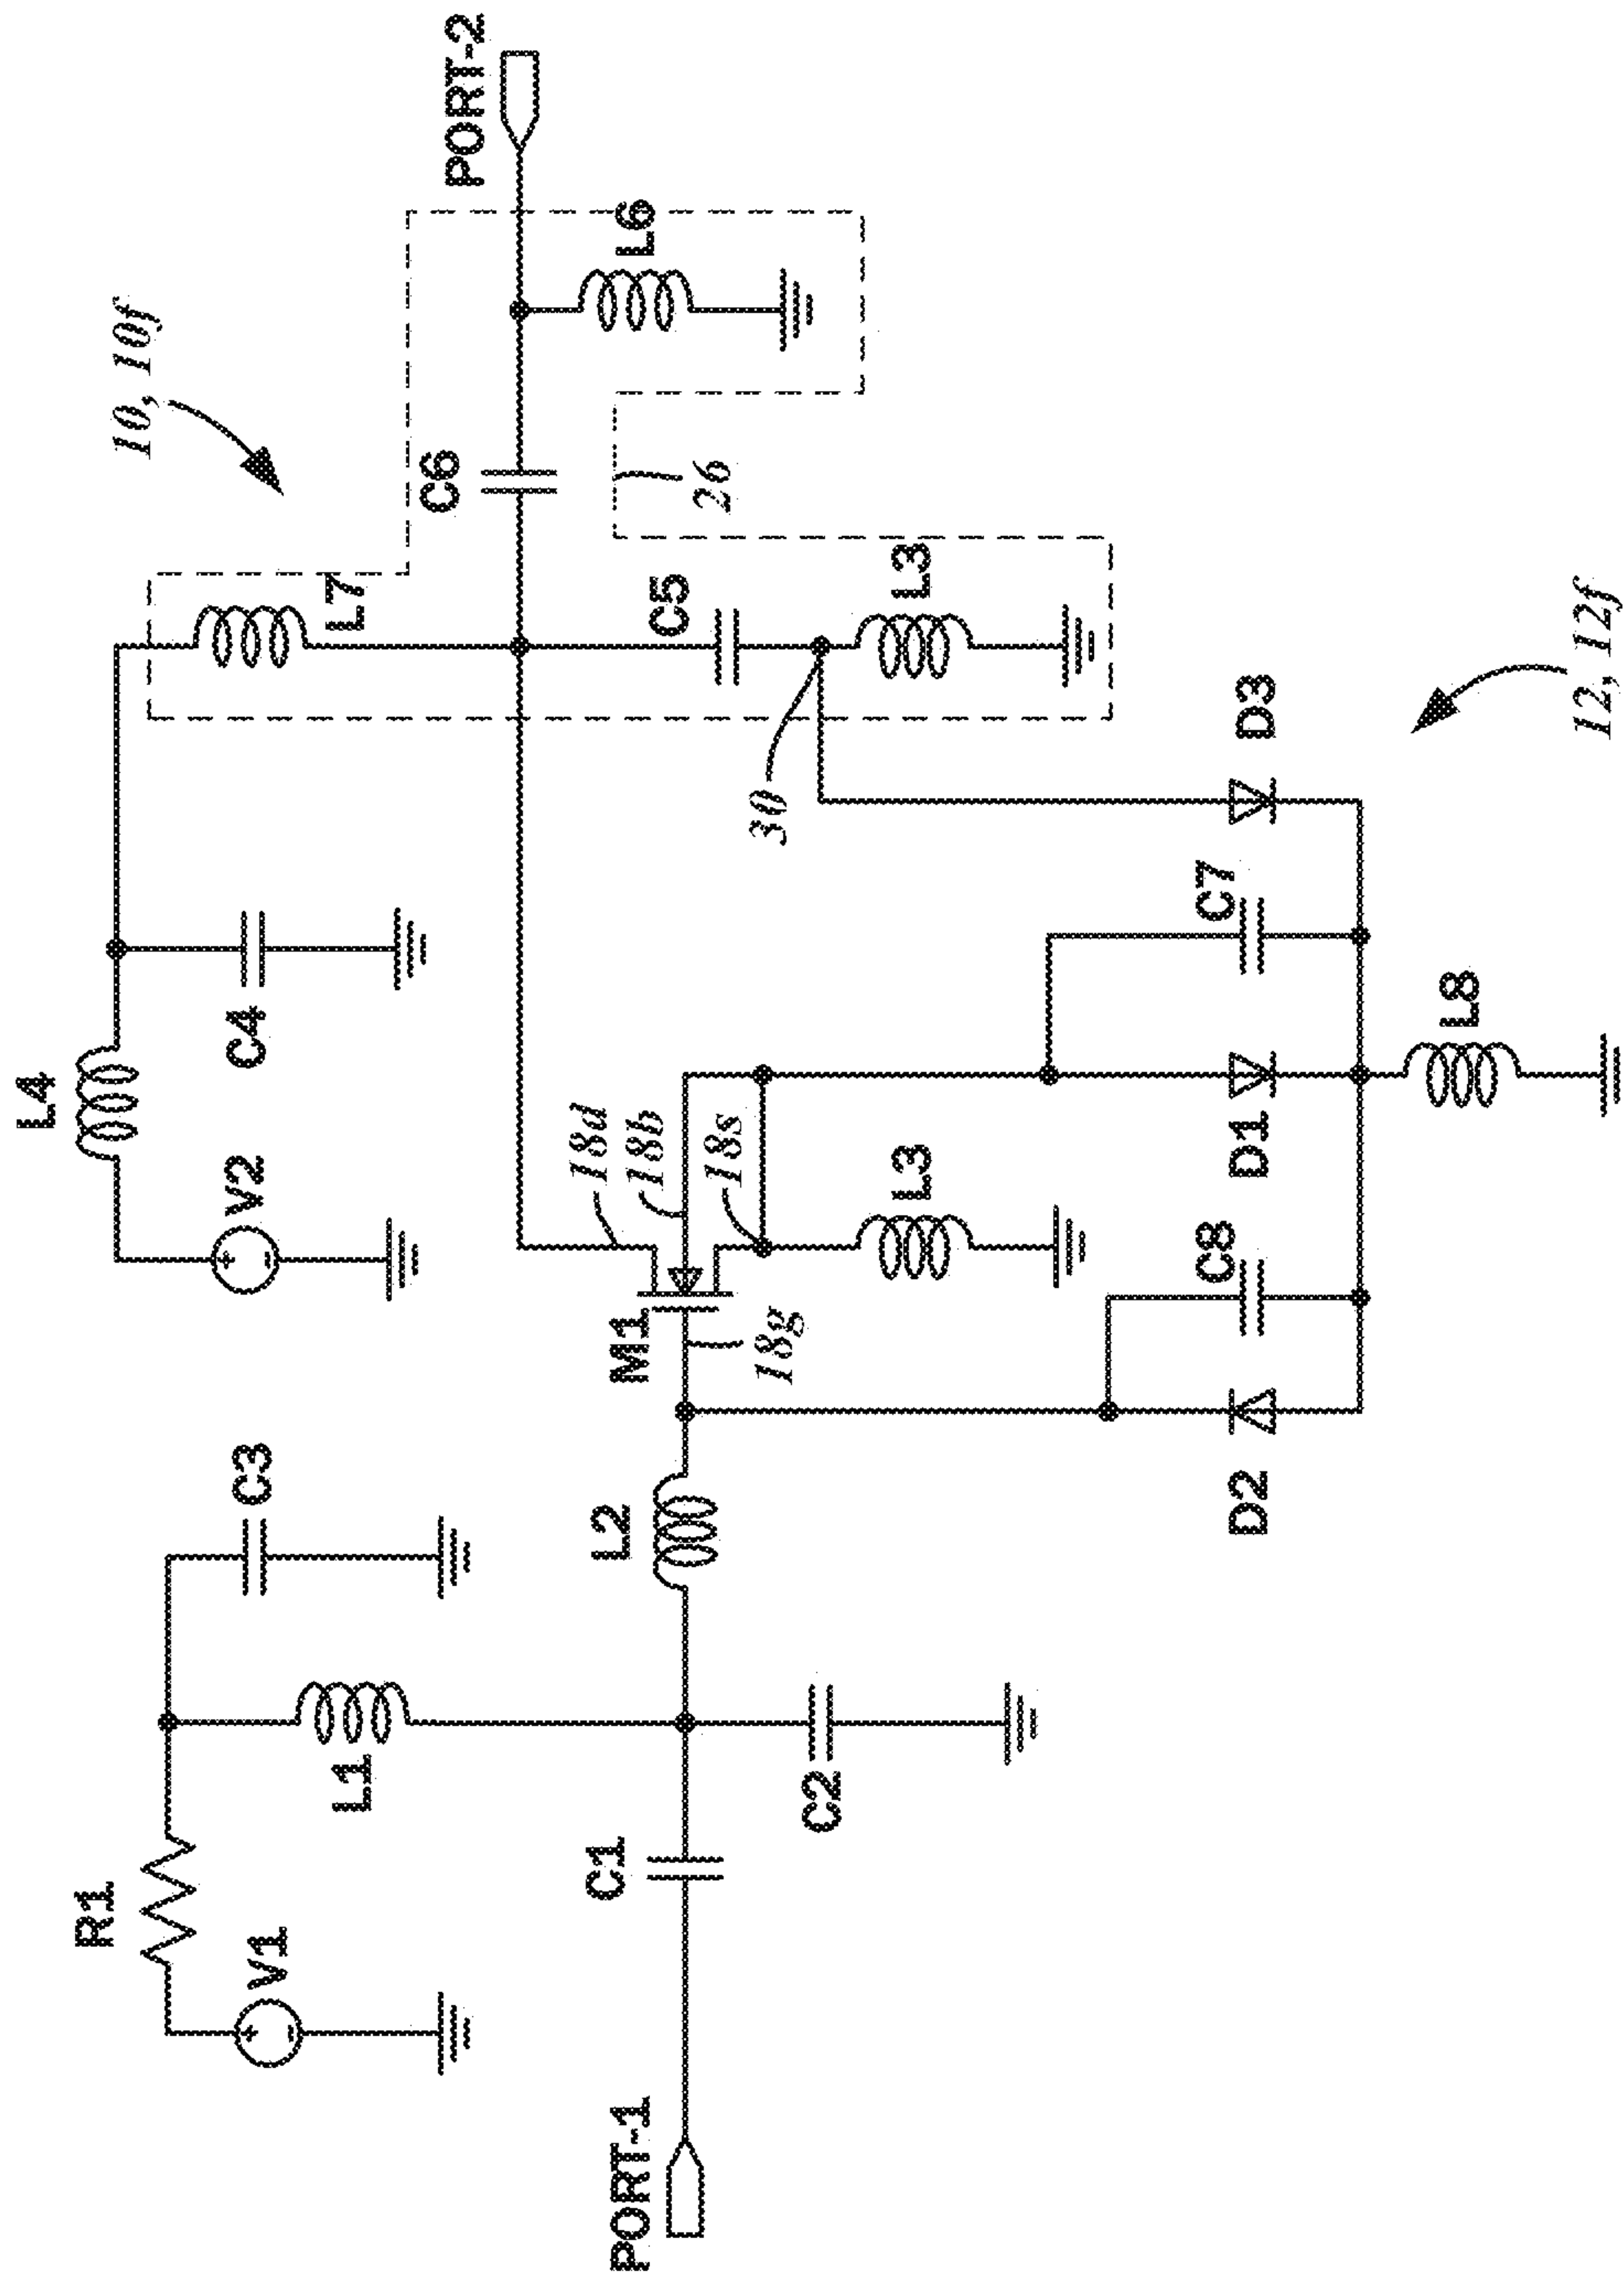 L4
10, 10f
R1
V2
C4
L7
PORT-2
V1
C3
C6
L6
L1
18d
18b
26
PORT-1
C1
L2
M1
18s
C5
18g
30
C2
L3
L3
D2
C8
D1
C7
D3
L8
12, 12f